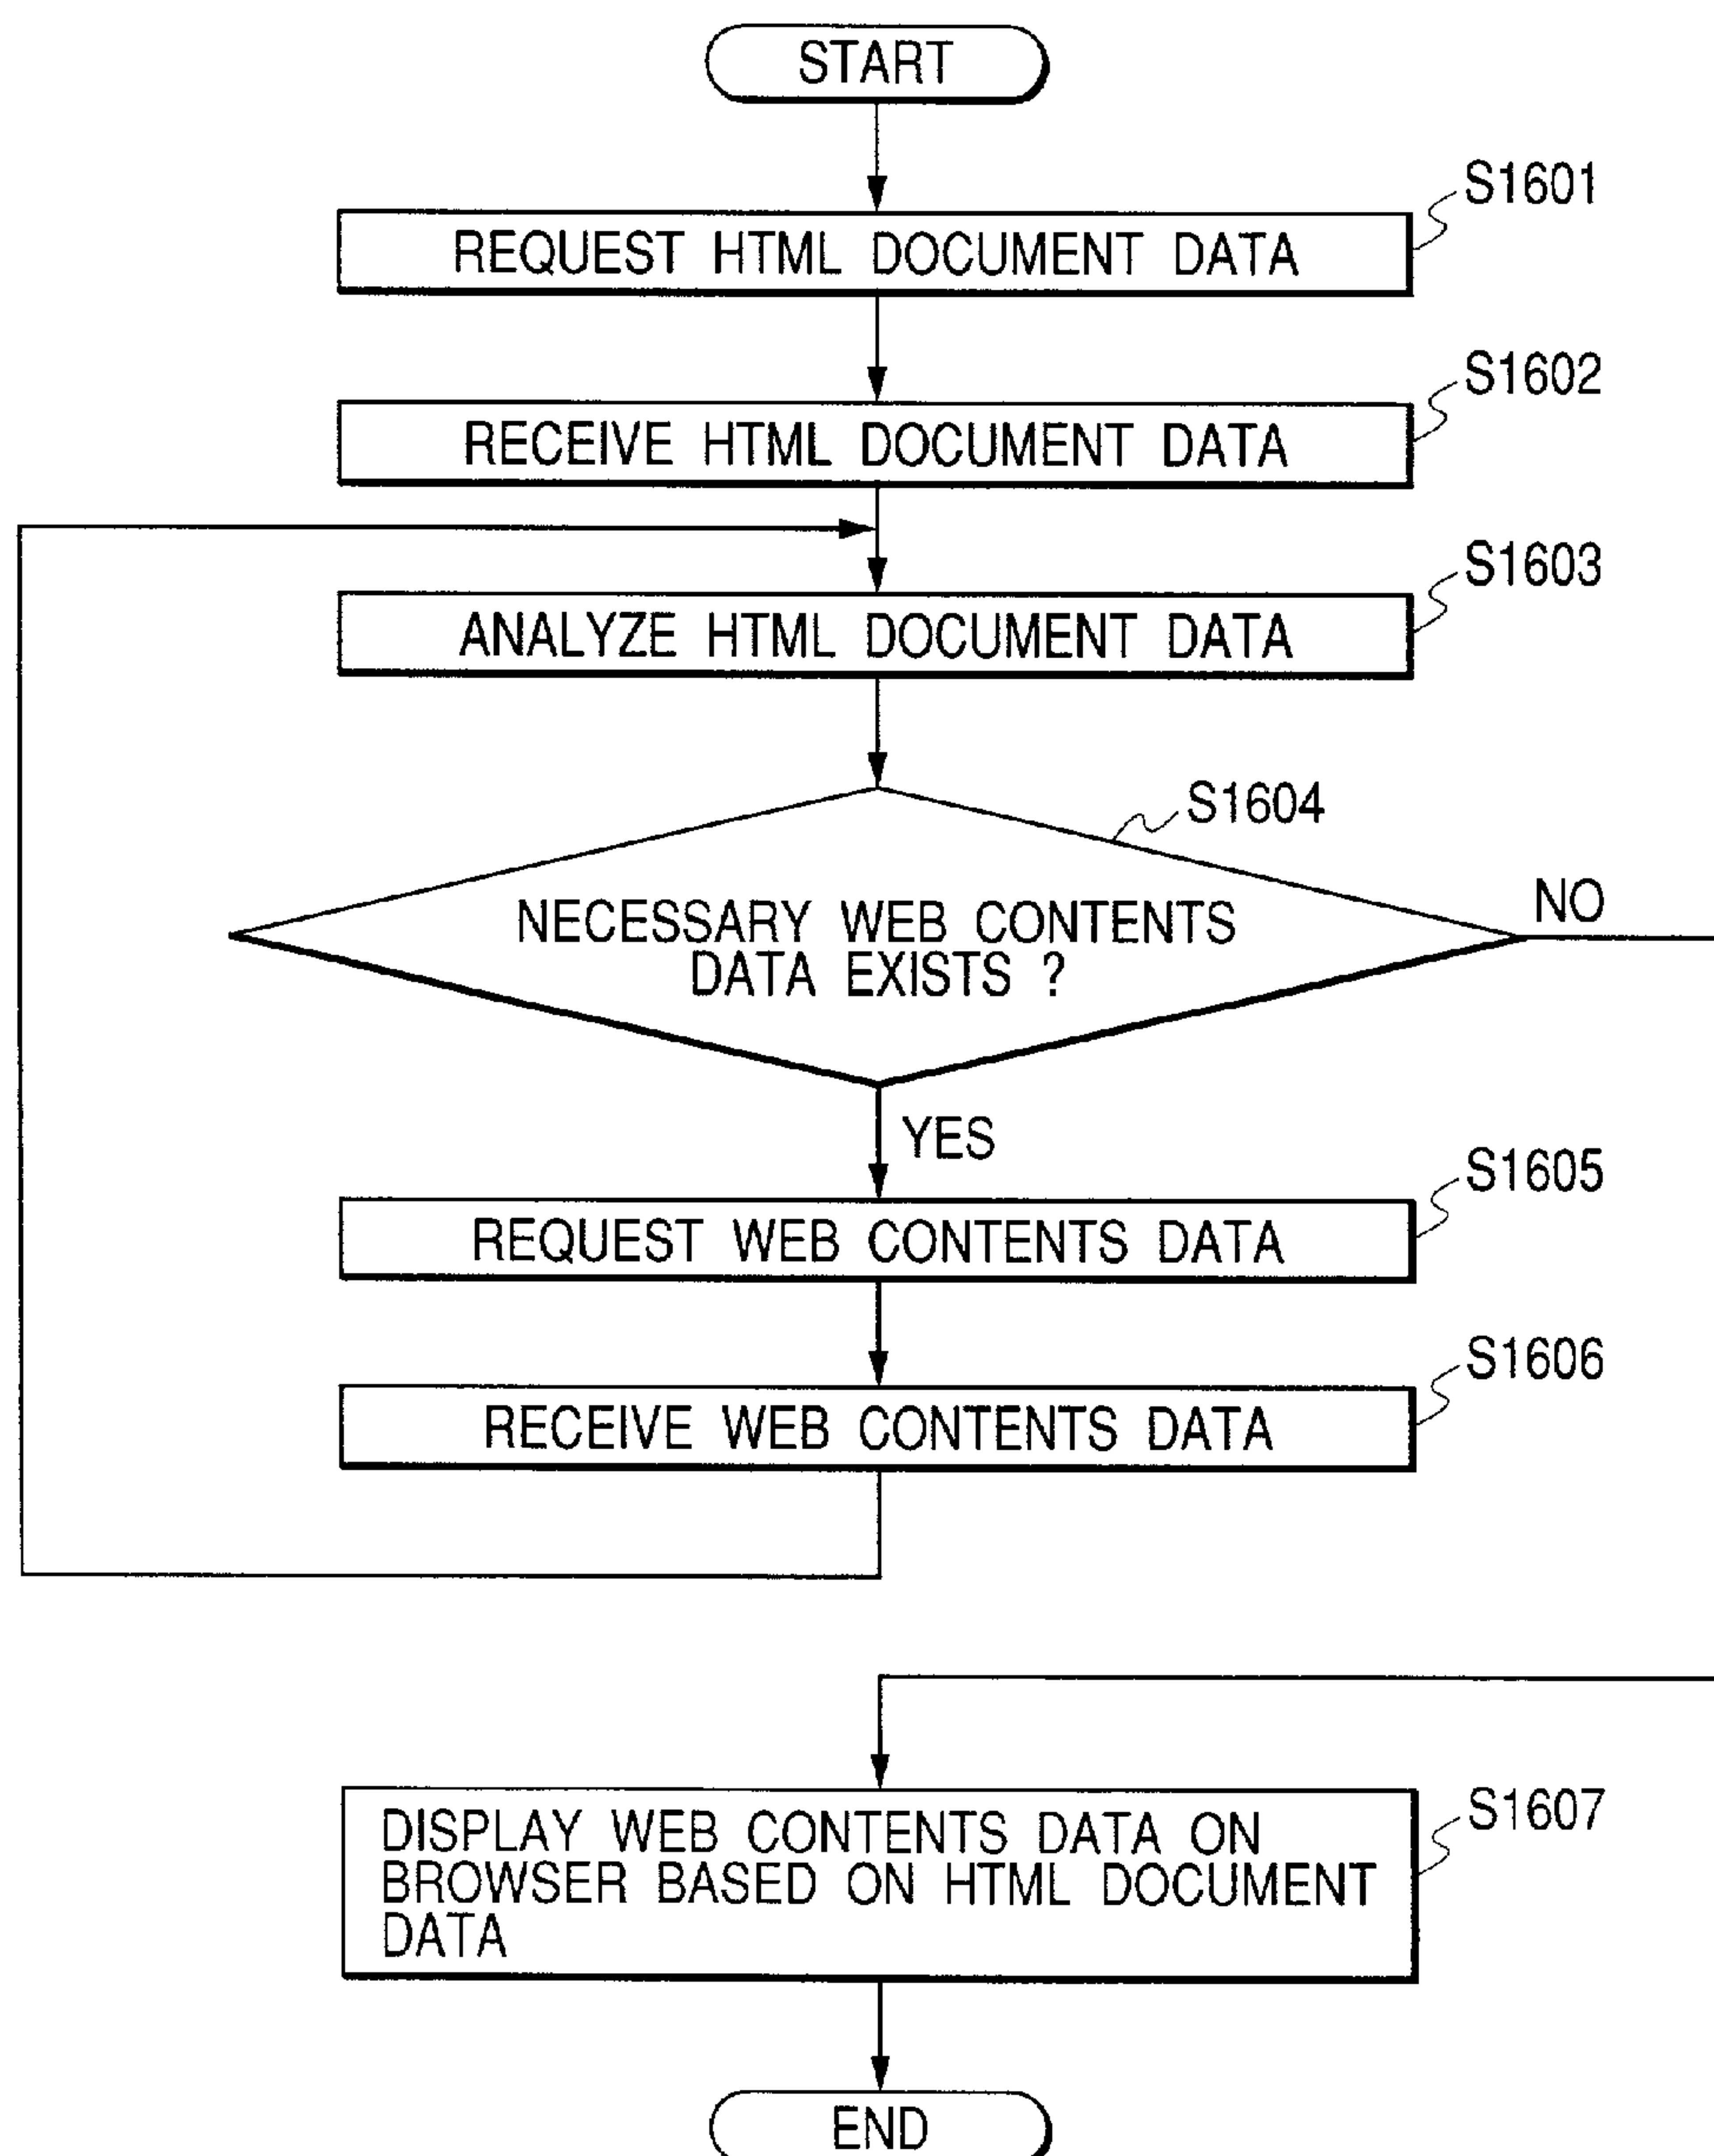 START
S1601
REQUEST HTML DOCUMENT DATA
S1602
RECEIVE HTML DOCUMENT DATA
S1603
ANALYZE HTML DOCUMENT DATA
S1604
NECESSARY WEB CONTENTS
DATA EXISTS ?
NO
YES
S1605
REQUEST WEB CONTENTS DATA
S1606
RECEIVE WEB CONTENTS DATA
S1607
DISPLAY WEB CONTENTS DATA ON
BROWSER BASED ON HTML DOCUMENT
DATA
END